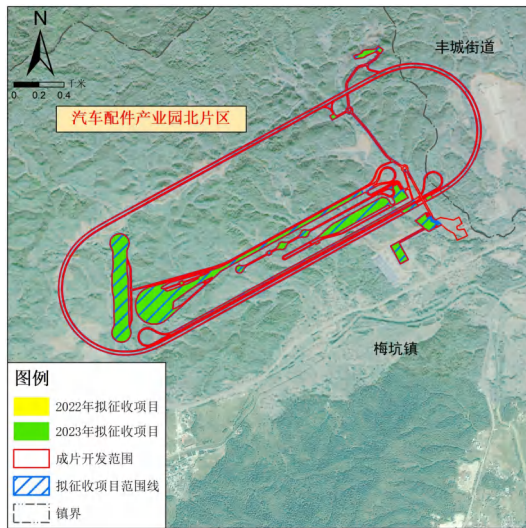 N
丰城街道
千米
0 0.2 0.4
汽车配件产业园北片区
梅坑镇
图例
2022年拟征收项目
2023年拟征收项目
成片开发范围
拟征收项目范围线
镇界